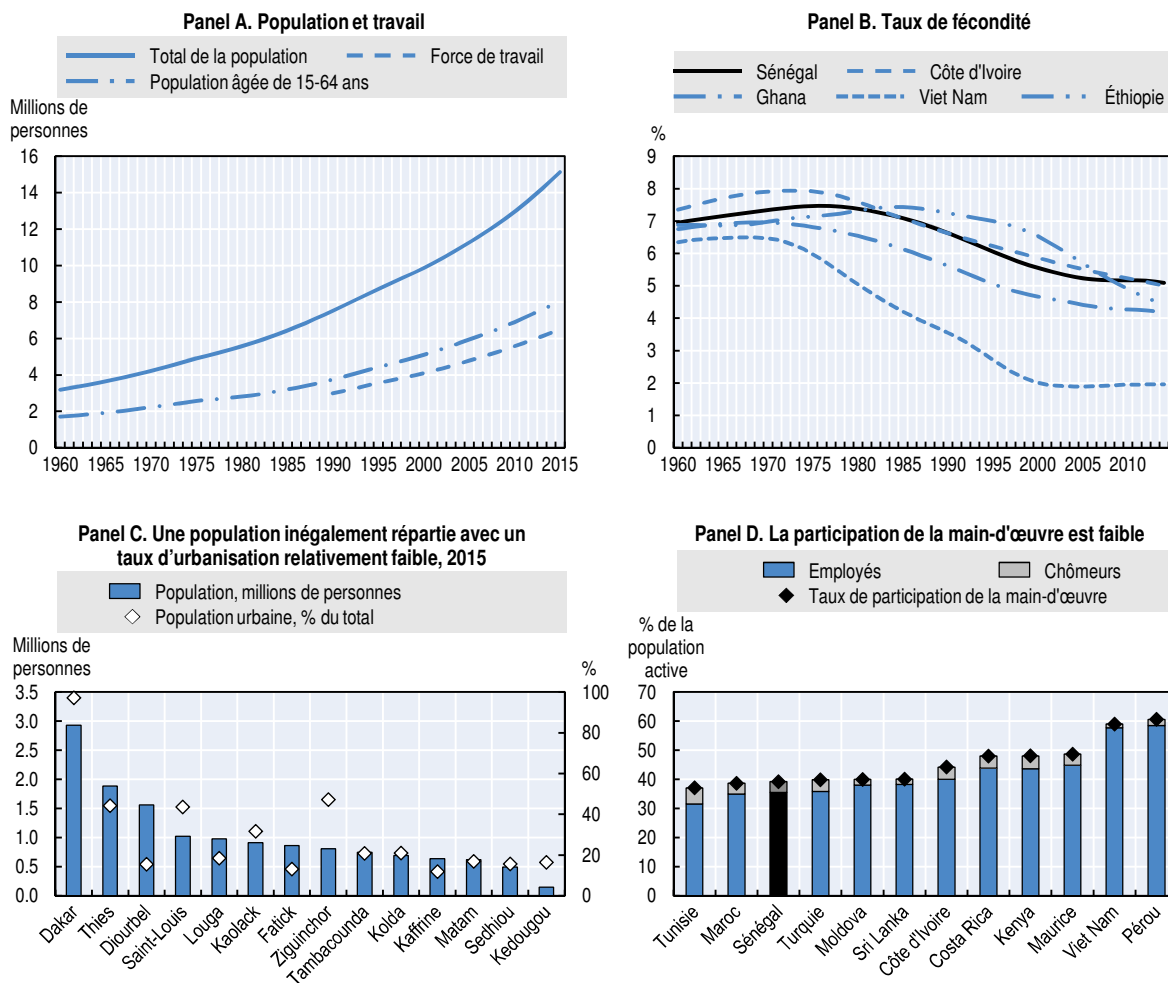 Panel A. Population et travail
Total de la population
Force de travail
Population âgée de 15-64 ans
Millions de
personnes
16
14
12
10
8
6
4
2
0
1960 1965 1970 1975 1980 1985 1990 1995 2000 2005 2010 2015
Panel B. Taux de fécondité
Sénégal
Côte d'Ivoire
Ghana
Viet Nam
Éthiopie
%
9
8
7
6
5
4
3
2
1
0
1960 1965 1970 1975 1980 1985 1990 1995 2000 2005 2010
Panel C. Une population inégalement répartie avec un
taux d’urbanisation relativement faible, 2015
Population, millions de personnes
Population urbaine, % du total
Millions de
personnes
%
3.5
3.0
2.5
2.0
1.5
1.0
0.5
0.0
100
80
60
40
20
0
Dakar
Thies
Diourbel
Saint-Louis
Louga
Kaolack
Fatick
Ziguinchor
Tambacounda
Kolda
Kaffrine
Matam
Sedhiou
Kedougou
Panel D. La participation de la main-d'œuvre est faible
Employés
Chômeurs
Taux de participation de la main-d'œuvre
% de la
population
active
70
60
50
40
30
20
10
0
Tunisie
Maroc
Sénégal
Turquie
Moldova
Sri Lanka
Côte d'Ivoire
Costa Rica
Kenya
Maurice
Viet Nam
Pérou